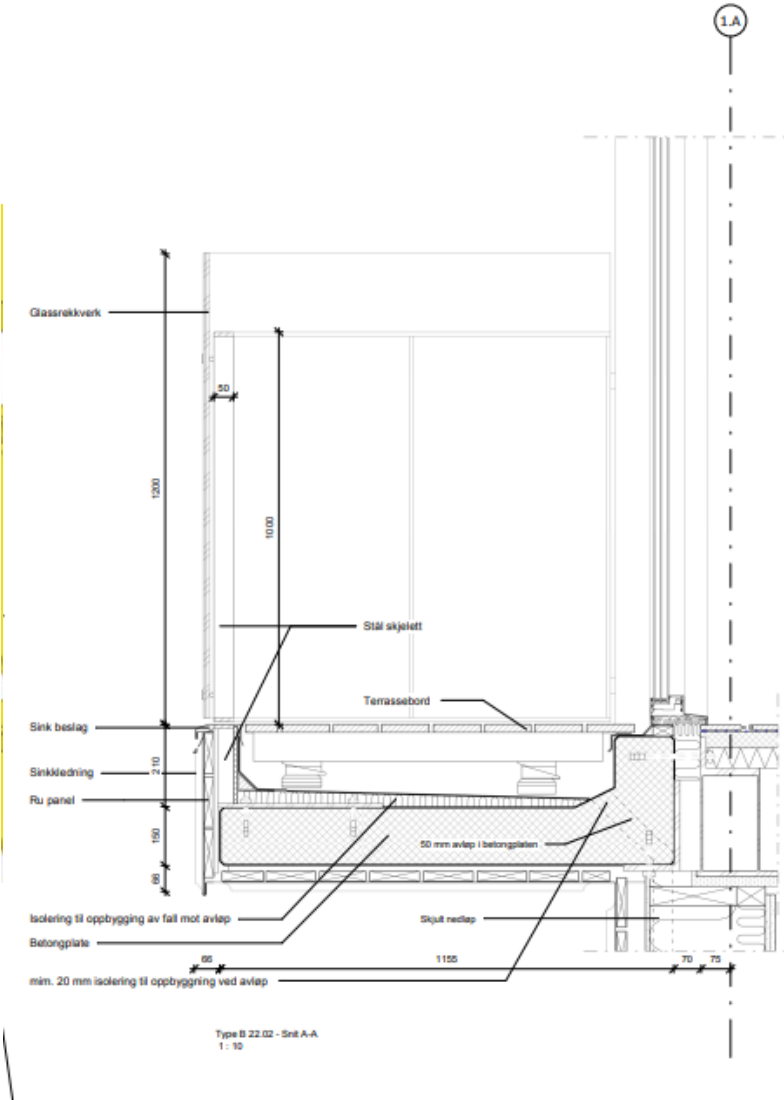 1.A
Glassrekkverk
50
1200
1000
Stål skjelett
Terrassebord
Sink beslag
Sinkkledning
210
Ru panel
160
50 mm avløp i betongplaten
66
Isolering til oppbygging av fall mot avløp
Skjult nedløp
Betongplate
66
1155
70
75
mim. 20 mm isolering til oppbyggning ved avløp
Type B 22.02 - Snit A-A
1 : 10